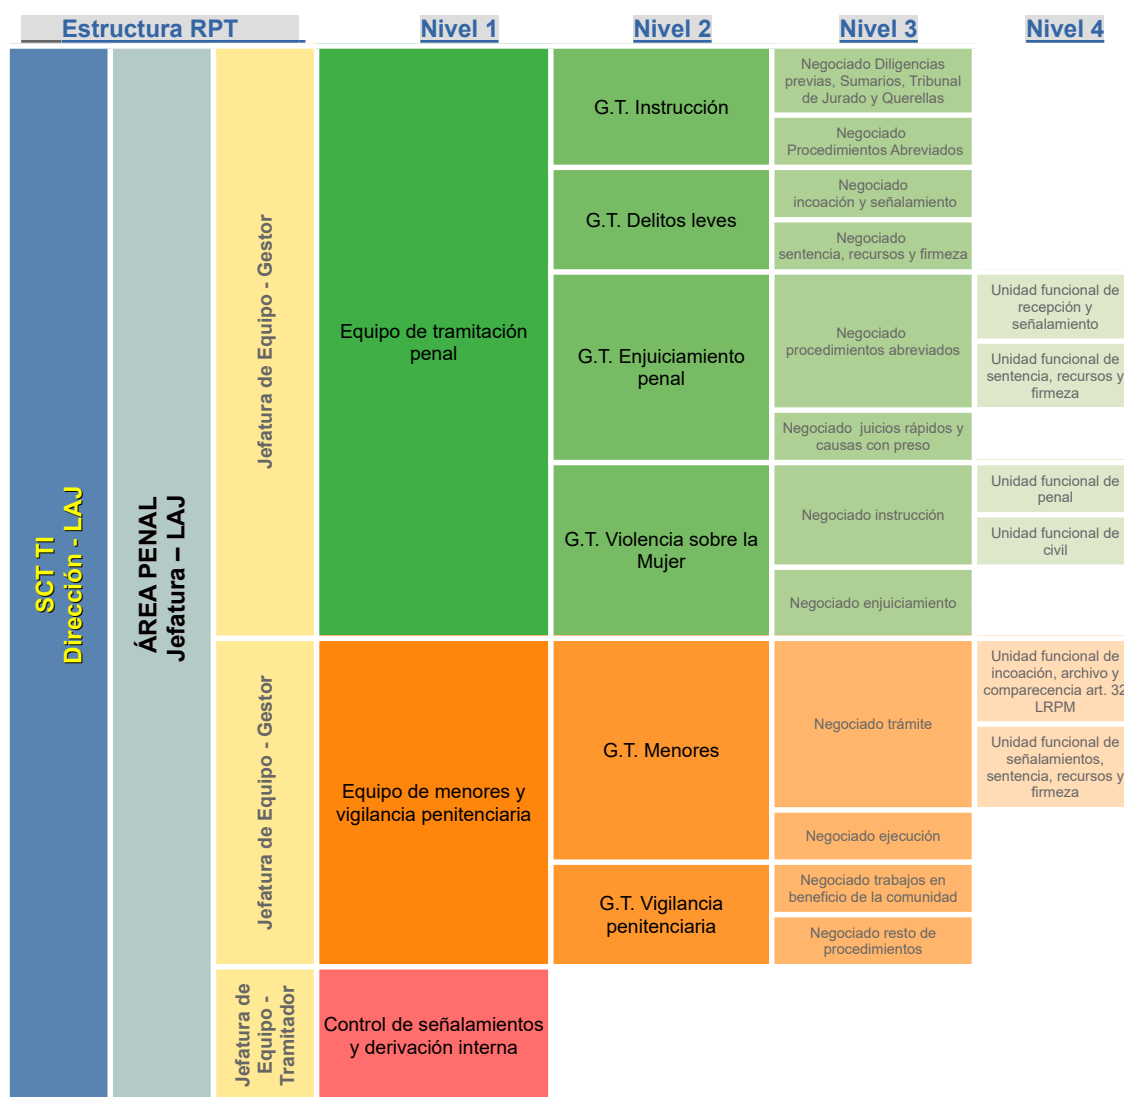 Estructura RPT
Nivel 1
Nivel 2
Nivel 3
Nivel 4
SCT TI
Dirección - LAJ
ÁREA PENAL
Jefatura – LAJ
Jefatura de Equipo - Gestor
Equipo de tramitación
penal
G.T. Instrucción
Negociado Diligencias
previas, Sumarios, Tribunal
de Jurado y Querellas
Negociado
Procedimientos Abreviados
G.T. Delitos leves
Negociado
incoación y señalamiento
Negociado
sentencia, recursos y firmeza
G.T. Enjuiciamiento
penal
Negociado
procedimientos abreviados
Unidad funcional de
recepción y
señalamiento
Unidad funcional de
sentencia, recursos y
firmeza
Negociado  juicios rápidos y
causas con preso
G.T. Violencia sobre la
Mujer
Negociado instrucción
Unidad funcional de
penal
Unidad funcional de
civil
Negociado enjuiciamiento
Jefatura de Equipo - Gestor
Equipo de menores y
vigilancia penitenciaria
G.T. Menores
Negociado trámite
Unidad funcional de
incoación, archivo y
comparecencia art. 32
LRPM
Unidad funcional de
señalamientos,
sentencia, recursos y
firmeza
Negociado ejecución
G.T. Vigilancia
penitenciaria
Negociado trabajos en
beneficio de la comunidad
Negociado resto de
procedimientos
Jefatura de
Equipo -
Tramitador
Control de señalamientos
y derivación interna